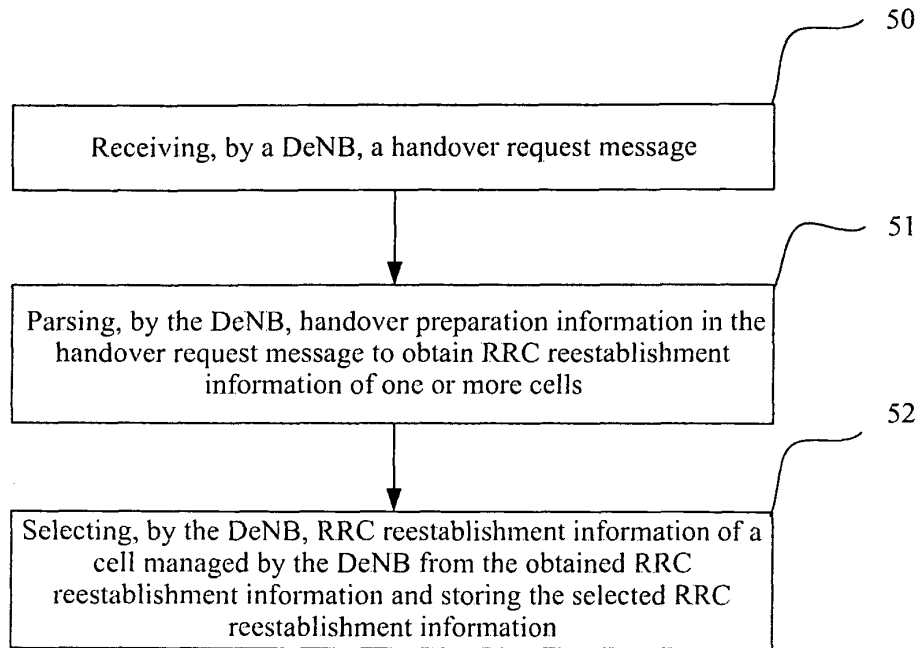 50
Receiving, by a DeNB, a handover request message
51
Parsing, by the DeNB, handover preparation information in the
handover request message to obtain RRC reestablishment
information of one or more cells
52
Selecting, by the DeNB, RRC reestablishment information of a
cell managed by the DeNB from the obtained RRC
reestablishment information and storing the selected RRC
reestablishment information